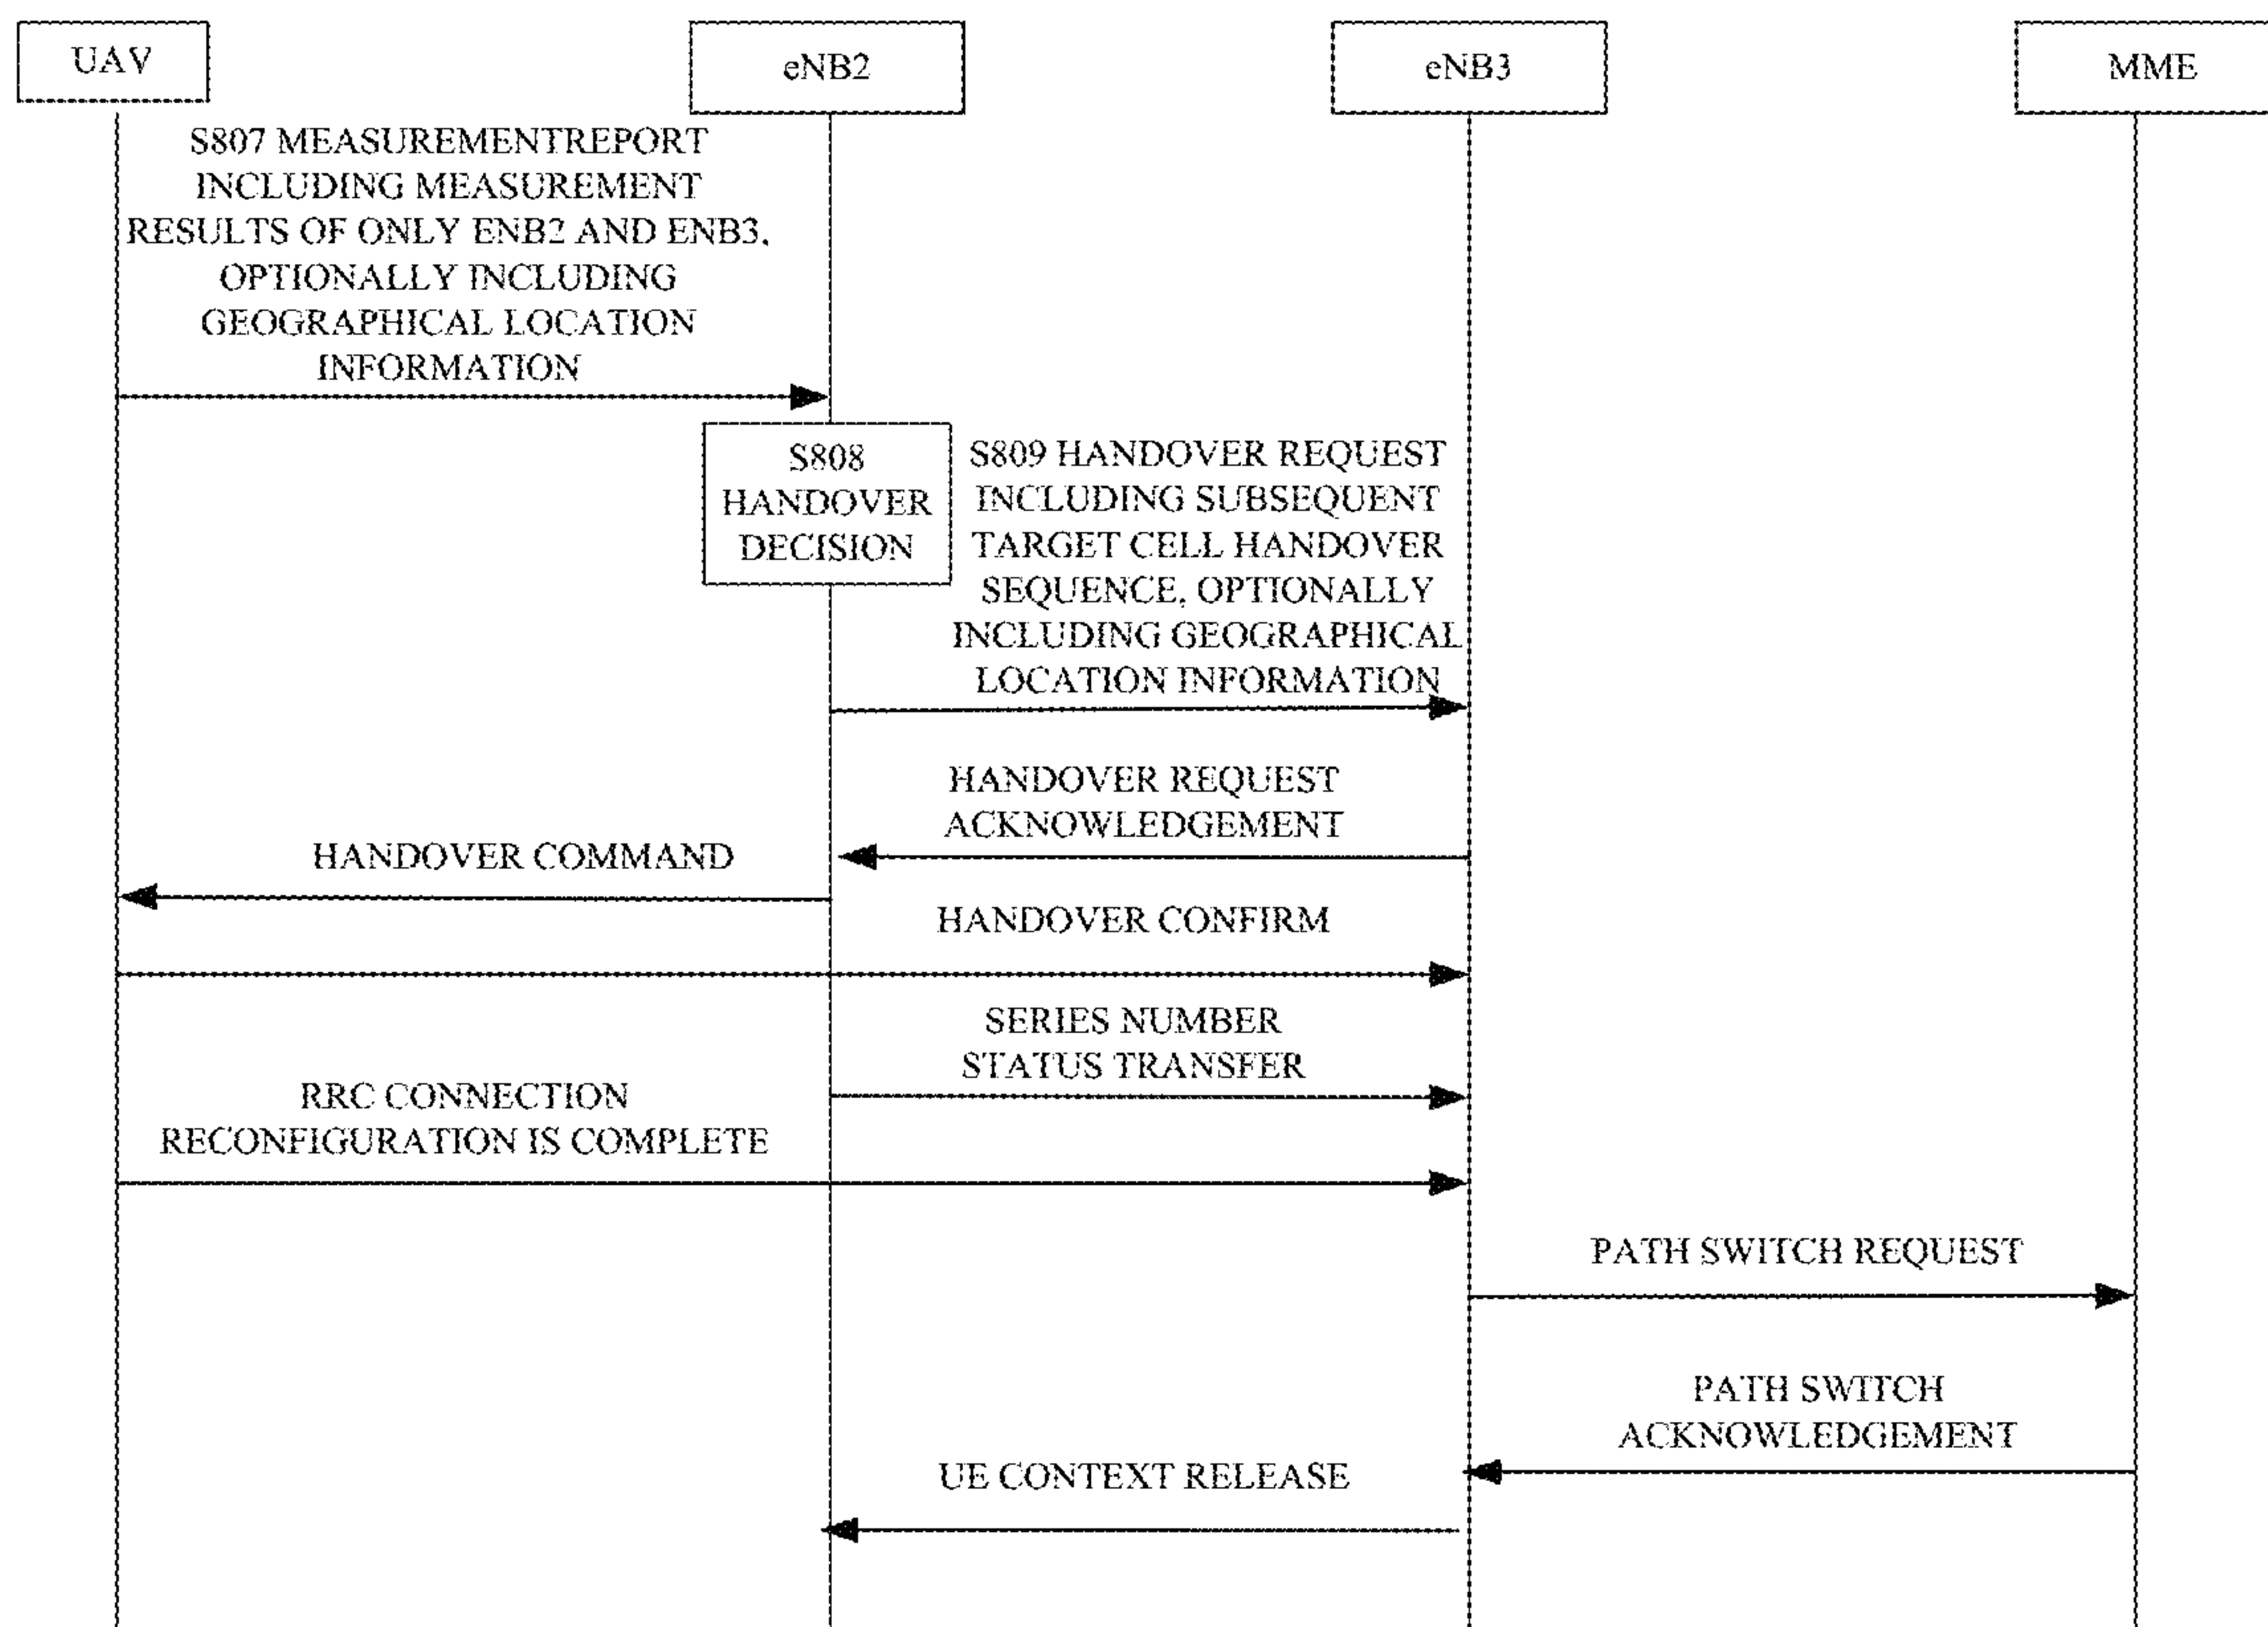 UAV
eNB2
eNB3
MME
S807 MEASUREMENTREPORT
INCLUDING MEASUREMENT
RESULTS OF ONLY ENB2 AND ENB3,
OPTIONALLY INCLUDING
GEOGRAPHICAL LOCATION
INFORMATION
S808
HANDOVER
DECISION
S809 HANDOVER REQUEST
INCLUDING SUBSEQUENT
TARGET CELL HANDOVER
SEQUENCE, OPTIONALLY
INCLUDING GEOGRAPHICAL
LOCATION INFORMATION
HANDOVER REQUEST
ACKNOWLEDGEMENT
HANDOVER COMMAND
HANDOVER CONFIRM
SERIES NUMBER
STATUS TRANSFER
RRC CONNECTION
RECONFIGURATION IS COMPLETE
PATH SWITCH REQUEST
PATH SWITCH
ACKNOWLEDGEMENT
UE CONTEXT RELEASE